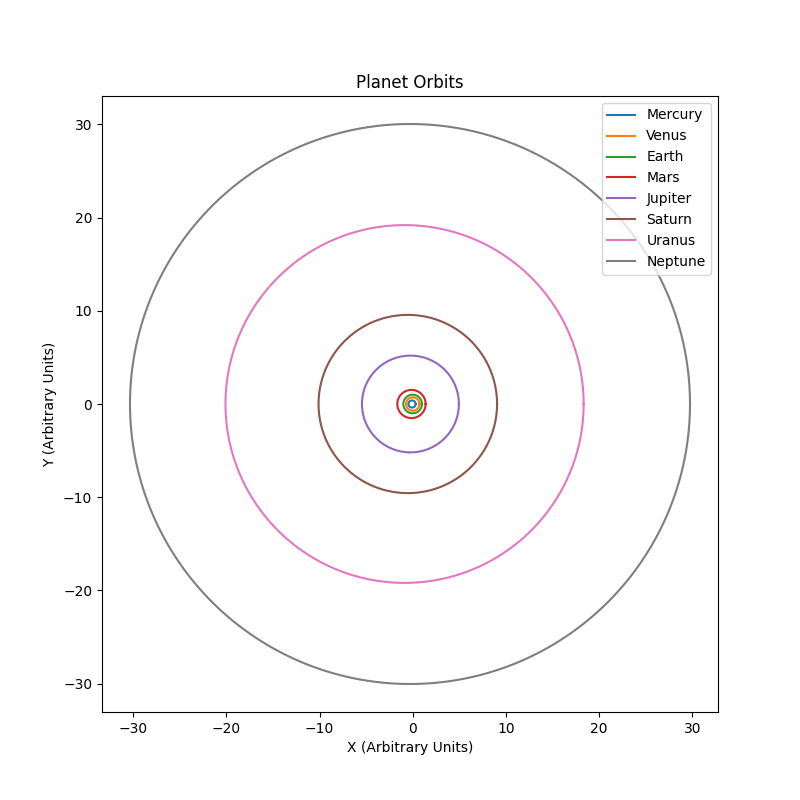 Planet Orbits
Mercury
Venus
Earth
Mars
Jupiter
Saturn
Uranus
Neptune
30
20
10
0
−10
−20
−30
Y (Arbitrary Units)
−30
−20
−10
0
10
20
30
X (Arbitrary Units)